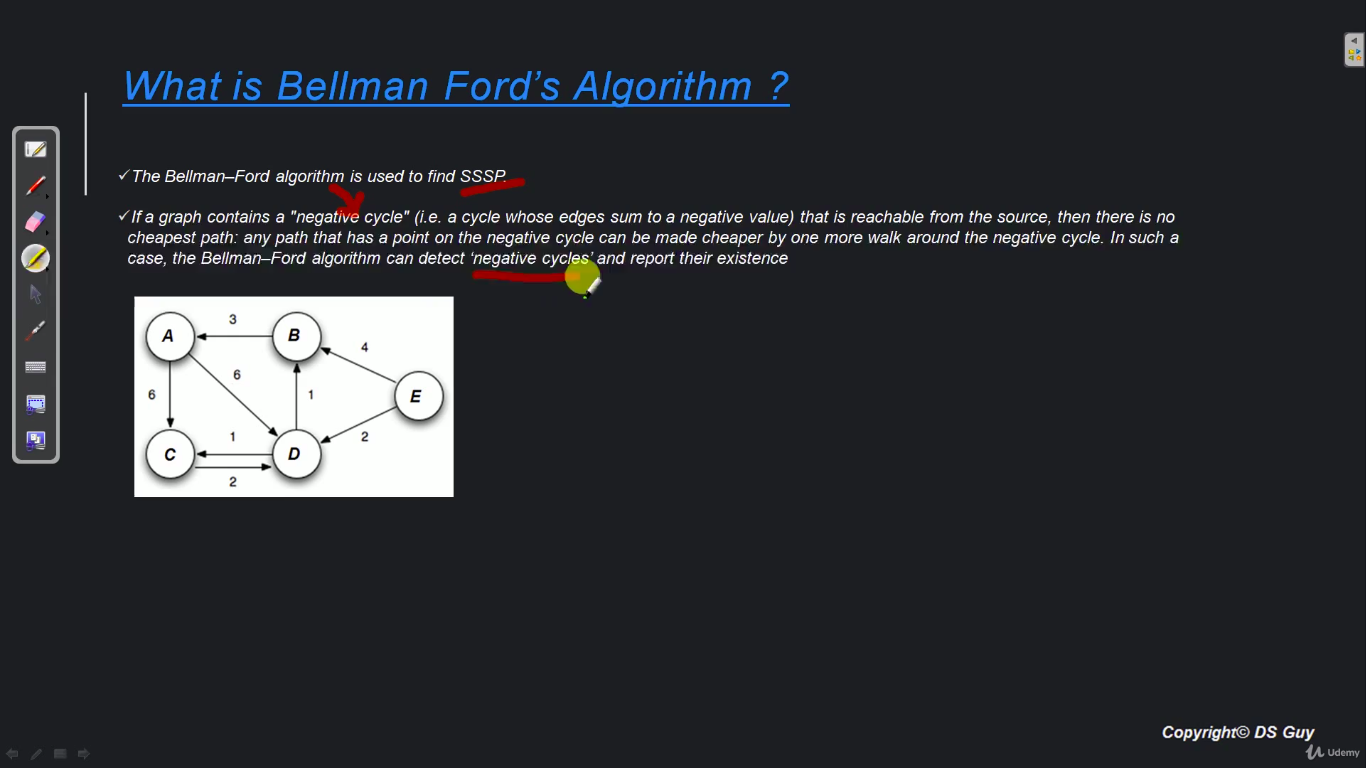 What is Bellman Ford's Algorithm ?
✓The Bellman–Ford algorithm is used to find SSSP.
✓If a graph contains a "negative cycle" (i.e. a cycle whose edges sum to a negative value) that is reachable from the source, then there is no
cheapest path: any path that has a point on the negative cycle can be made cheaper by one more walk around the negative cycle. In such a
case, the Bellman–Ford algorithm can detect ‘negative cycles’ and report their existence
3
A
B
4
6
6
1
E
1
2
C
D
2
Copyright© DS Guy
Udemy